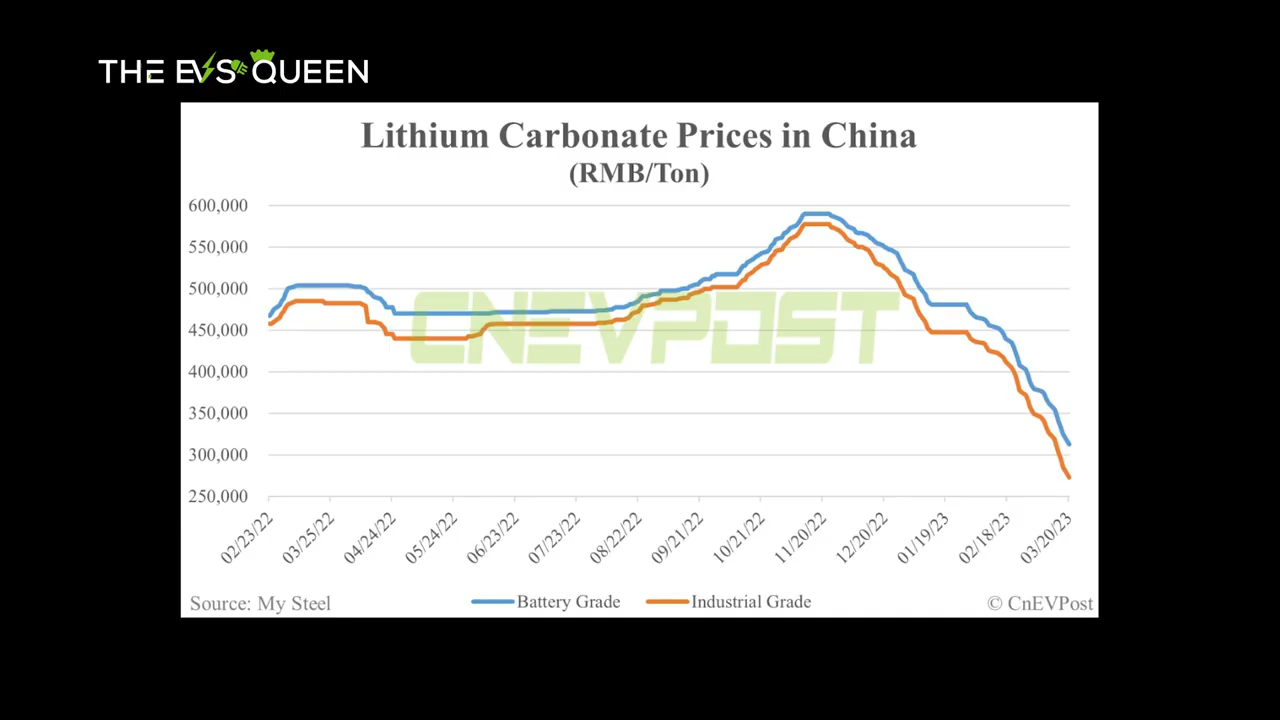 THE EVS QUEEN
Lithium Carbonate Prices in China
(RMB/Ton)
600,000
550,000
500,000
450,000
400,000
350,000
300,000
250,000
CNEVPOST
02/23/22 03/25/22 04/24/22 05/24/22 06/23/22 07/23/22 08/22/22 09/21/22 10/21/22 11/20/22 12/20/22 01/19/23 02/18/23 03/20/23
Source: My Steel Battery Grade Industrial Grade © CnEVPost